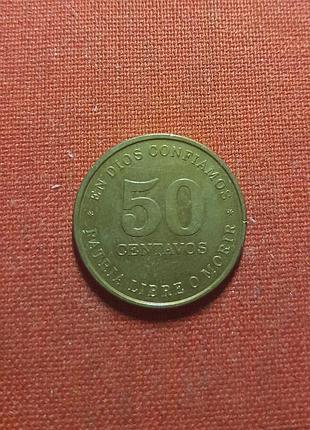 EN DIOS CONFIAMOS
50
CENTAVOS
PATRIA LIBRE O MORIR